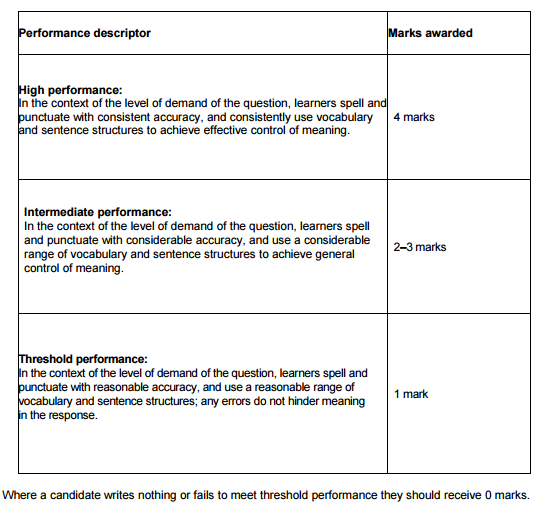 Performance descriptor
Marks awarded
High performance:
In the context of the level of demand of the question, learners spell and
punctuate with consistent accuracy, and consistently use vocabulary
and sentence structures to achieve effective control of meaning.
4 marks
Intermediate performance:
In the context of the level of demand of the question, learners spell
and punctuate with considerable accuracy, and use a considerable
range of vocabulary and sentence structures to achieve general
control of meaning.
2–3 marks
Threshold performance:
In the context of the level of demand of the question, learners spell and
punctuate with reasonable accuracy, and use a reasonable range of
vocabulary and sentence structures; any errors do not hinder meaning
in the response.
1 mark
Where a candidate writes nothing or fails to meet threshold performance they should receive 0 marks.